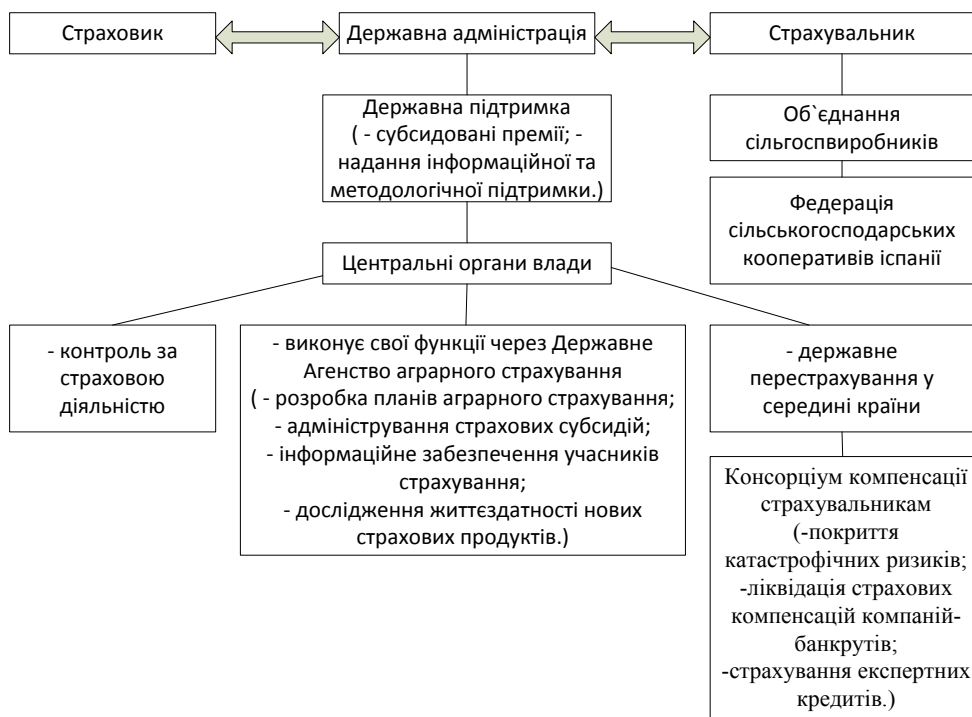 Страховик
Державна адміністрація
Страхувальник
Державна підтримка
( - субсидовані премії; -
надання інформаційної та
методологічної підтримки.)
Об`єднання
сільгоспвиробників
Федерація
сільськогосподарських
кооперативів іспанії
Центральні органи влади
- контроль за
страховою
діяльністю
- виконує свої функції через Державне
Агенство аграрного страхування
( - розробка планів аграрного страхування;
- адміністрування страхових субсидій;
- інформаційне забезпечення учасників
страхування;
- дослідження життєздатності нових
страхових продуктів.)
- державне
перестрахування у
середині країни
Консорціум компенсації
страхувальникам
(-покриття
катастрофічних ризиків;
-ліквідація страхових
компенсацій компаній-
банкрутів;
-страхування експертних
кредитів.)